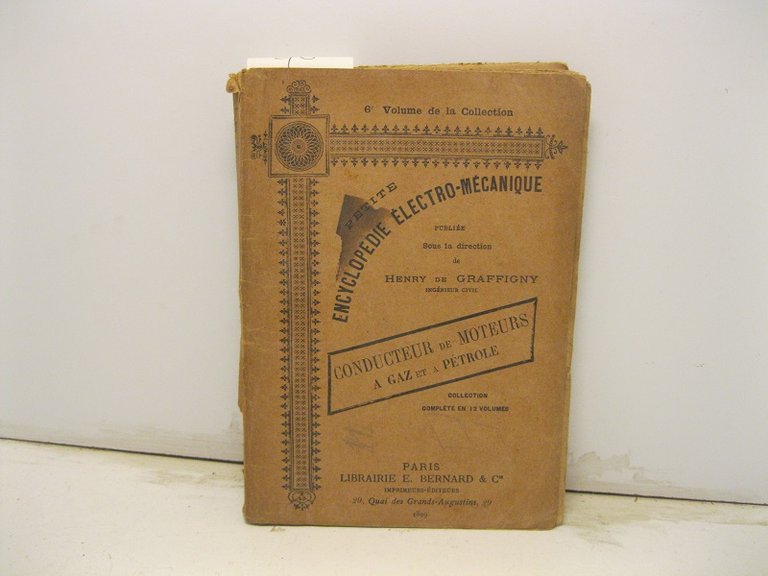 6e Volume de la Collection
PETITE
ENCYCLOPÉDIE ÉLECTRO-MÉCANIQUE
PUBLIÉE
Sous la direction
de
HENRY DE GRAFFIGNY
INGÉNIEUR CIVIL
CONDUCTEUR DE MOTEURS
A GAZ ET A PÉTROLE
COLLECTION
COMPLÈTE EN 12 VOLUMES
PARIS
LIBRAIRIE E. BERNARD & Cie
IMPRIMEURS-ÉDITEURS
29, Quai des Grands-Augustins, 29
1899